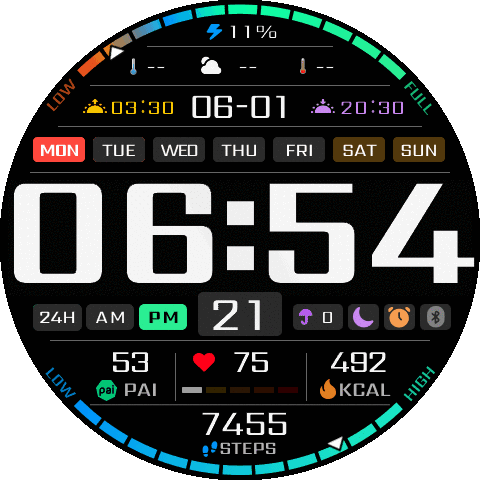 11%
-- -- --
LOW FULL
03:30 06-01 20:30
MON TUE WED THU FRI SAT SUN
06:54
24H AM PM 21 0
53 75 492
pai PAI KCAL
LOW HIGH
7455
STEPS